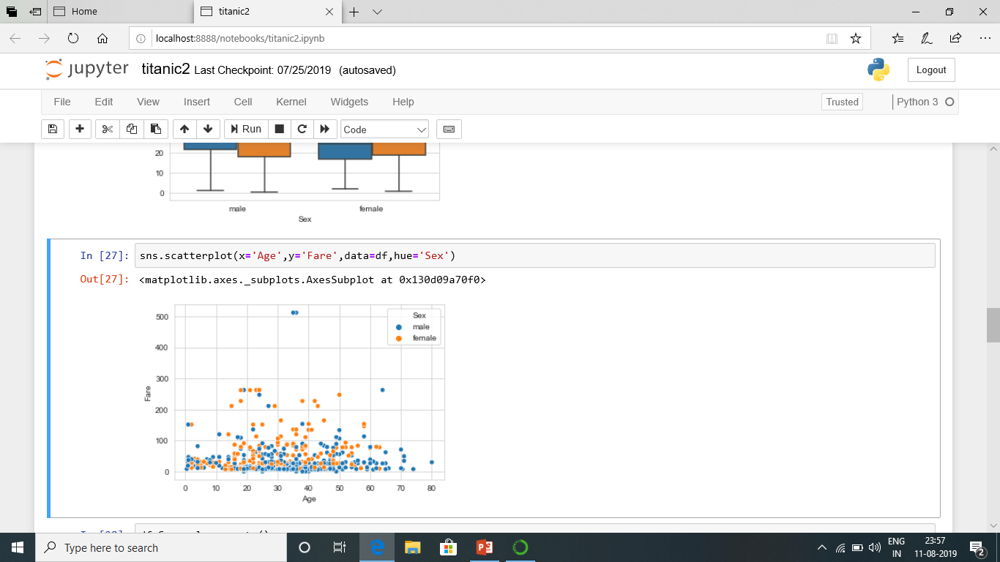 Home
titanic2
localhost:8888/notebooks/titanic2.ipynb
jupyter titanic2 Last Checkpoint: 07/25/2019 (autosaved)
Logout
File Edit View Insert Cell Kernel Widgets Help
Trusted
Python 3
Run
Code
20
10
0
male female
Sex
In [27]: sns.scatterplot(x='Age',y='Fare',data=df,hue='Sex')
Out[27]: <matplotlib.axes._subplots.AxesSubplot at 0x130d09a70f0>
500
400
300
200
100
0
Fare
Sex
male
female
0 10 20 30 40 50 60 70 80
Age
Type here to search
ENG
IN
23:57
11-08-2019
2